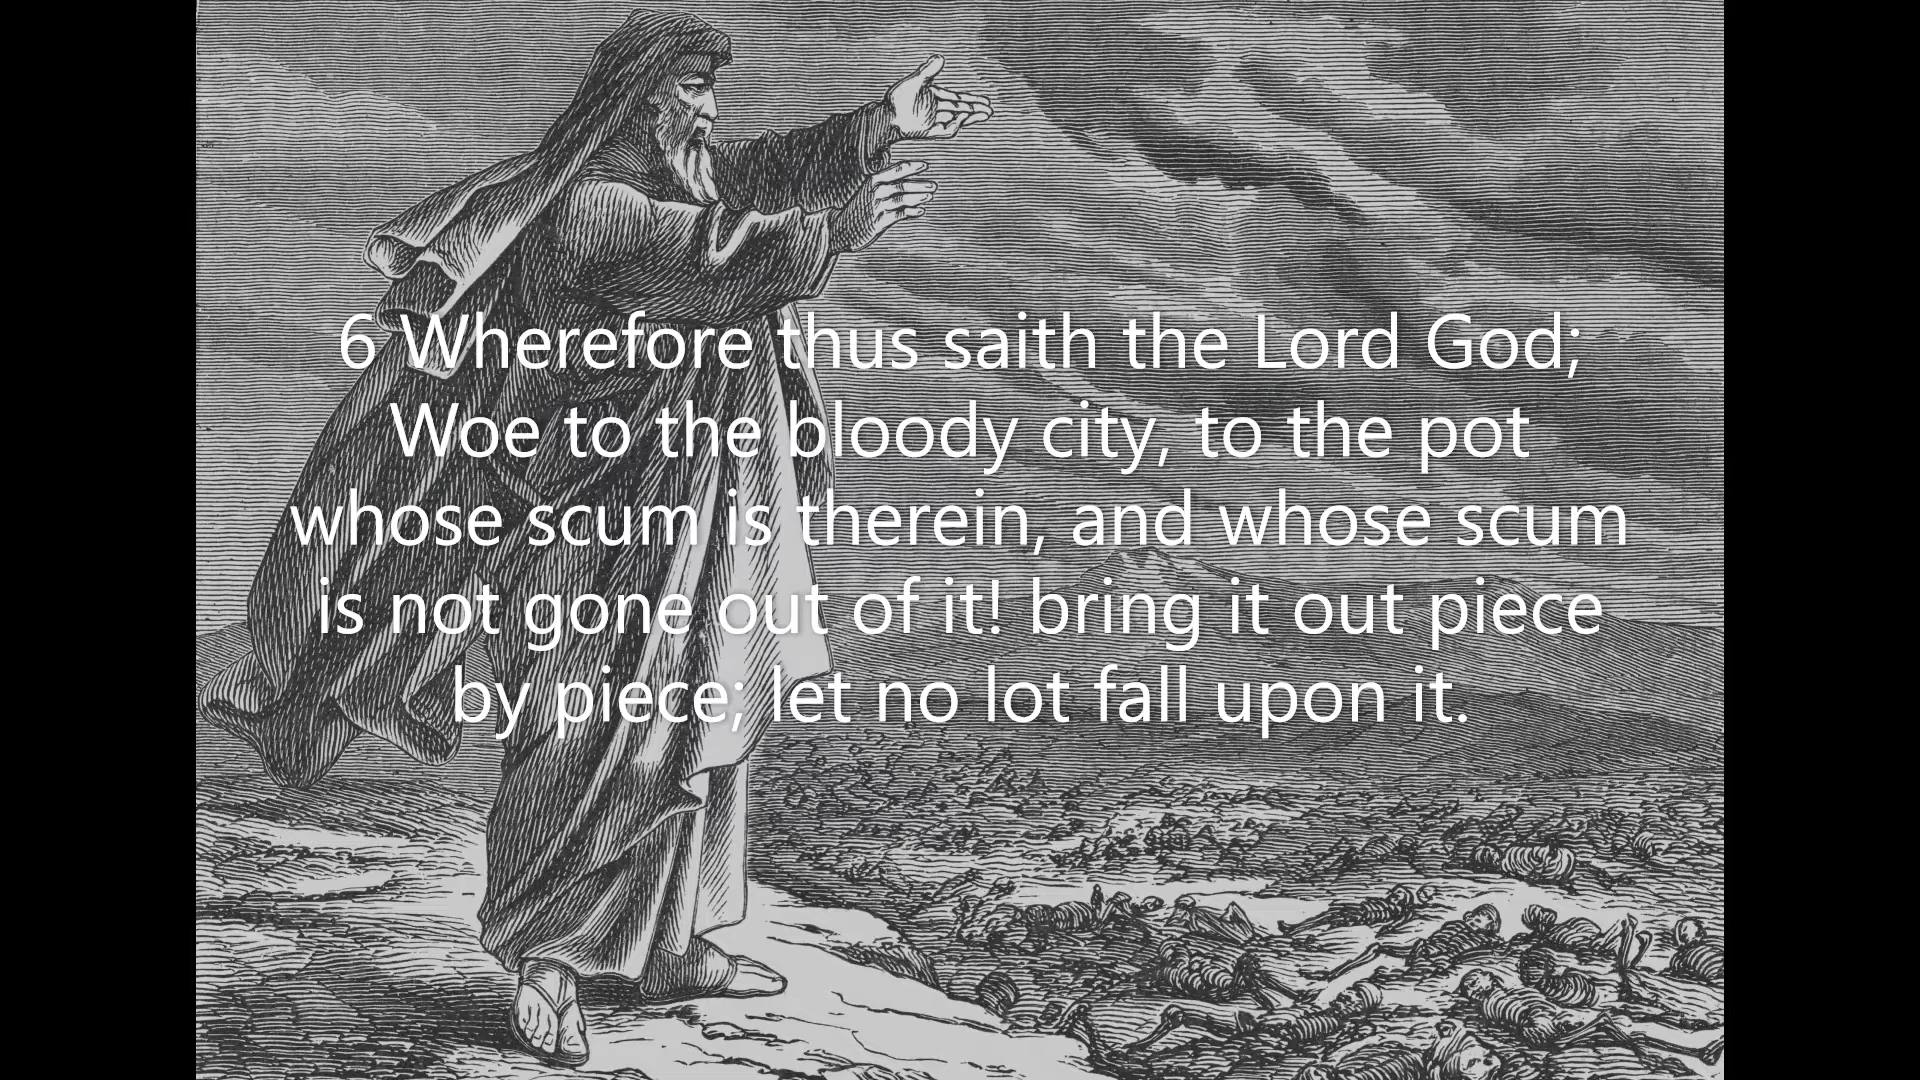 6 Wherefore thus saith the Lord God;
Woe to the bloody city, to the pot
whose scum is therein, and whose scum
is not gone out of it! bring it out piece
by piece; let no lot fall upon it.